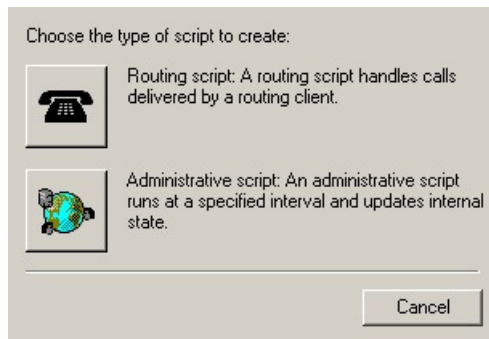 Choose the type of script to create:
Routing script: A routing script handles calls
delivered by a routing client.
Administrative script: An administrative script
runs at a specified interval and updates internal
state.
Cancel